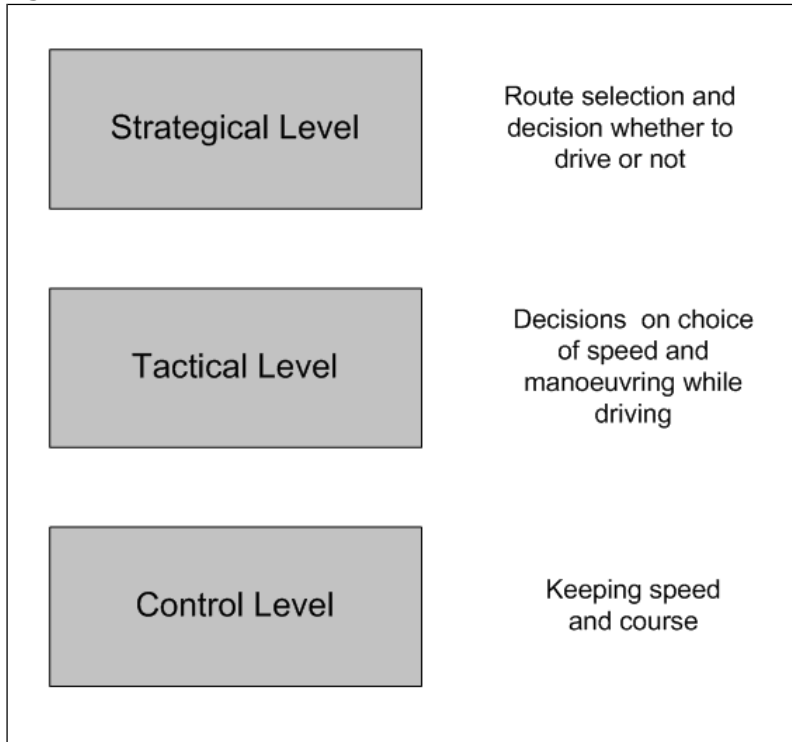 Strategical Level
Route selection and
decision whether to
drive or not
Tactical Level
Decisions on choice
of speed and
manoeuvring while
driving
Control Level
Keeping speed
and course